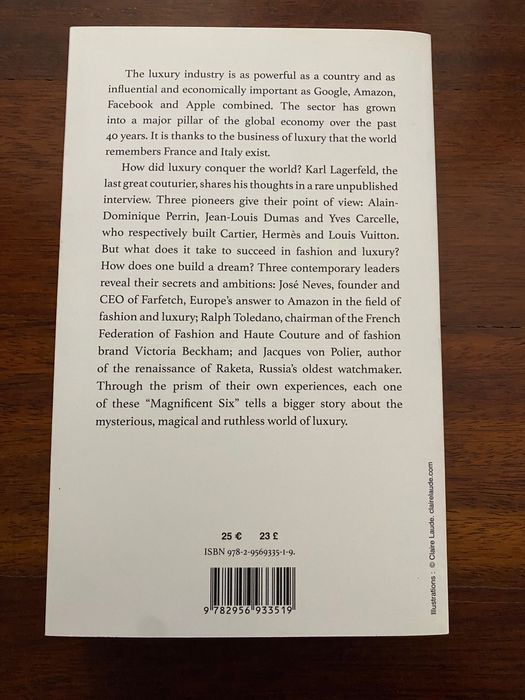 The luxury industry is as powerful as a country and as
influential and economically important as Google, Amazon,
Facebook and Apple combined. The sector has grown
into a major pillar of the global economy over the past
40 years. It is thanks to the business of luxury that the world
remembers France and Italy exist.
How did luxury conquer the world? Karl Lagerfeld, the
last great couturier, shares his thoughts in a rare unpublished
interview. Three pioneers give their point of view: Alain-
Dominique Perrin, Jean-Louis Dumas and Yves Carcelle,
who respectively built Cartier, Hermès and Louis Vuitton.
But what does it take to succeed in fashion and luxury?
How does one build a dream? Three contemporary leaders
reveal their secrets and ambitions: José Neves, founder and
CEO of Farfetch, Europe's answer to Amazon in the field of
fashion and luxury; Ralph Toledano, chairman of the French
Federation of Fashion and Haute Couture and of fashion
brand Victoria Beckham; and Jacques von Polier, author
of the renaissance of Raketa, Russia's oldest watchmaker.
Through the prism of their own experiences, each one
of these “Magnificent Six” tells a bigger story about the
mysterious, magical and ruthless world of luxury.
25 € 23 £
ISBN 978-2-9569335-1-9.
9 782956 933519
Illustrations : © Claire Laude. clairelaude.com